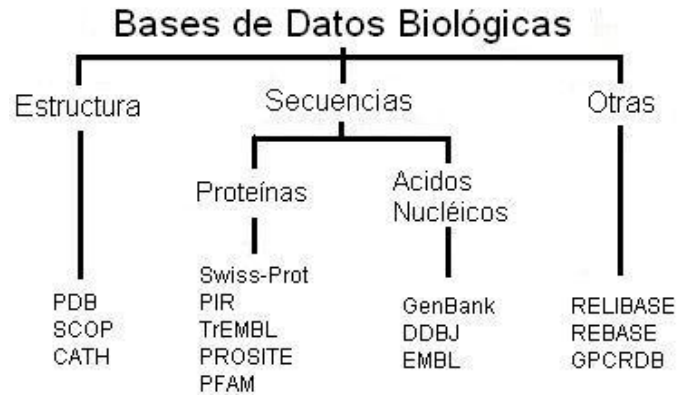 Bases de Datos Biológicas
Estructura
Secuencias
Otras
Proteínas
Acidos
Nucléicos
PDB
SCOP
CATH
Swiss-Prot
PIR
TrEMBL
PROSITE
PFAM
GenBank
DDBJ
EMBL
RELIBASE
REBASE
GPCRDB